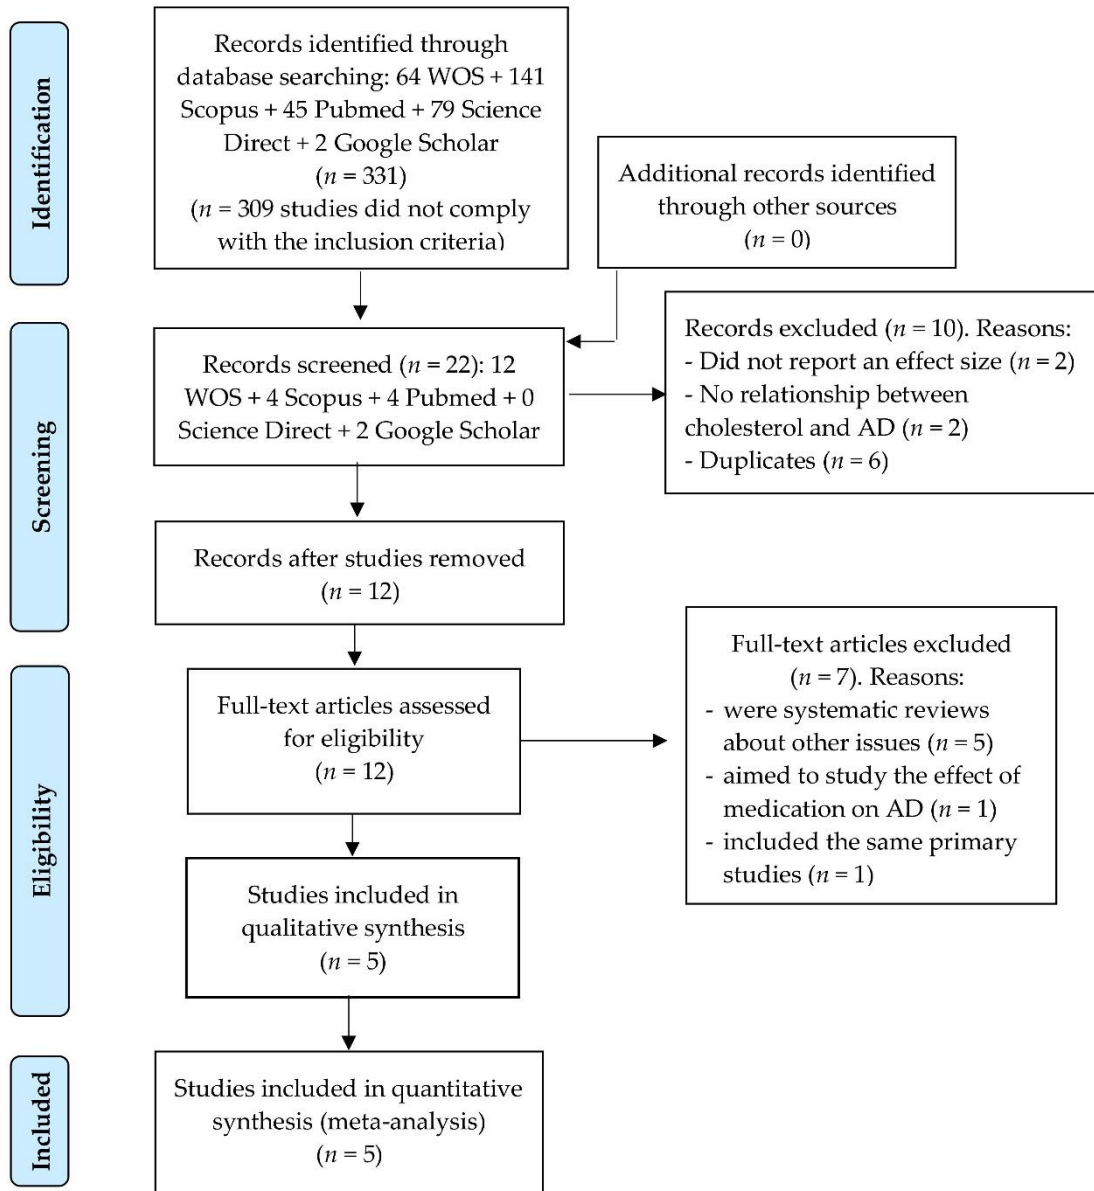 Identification
Records identified through
database searching: 64 WOS + 141
Scopus + 45 Pubmed + 79 Science
Direct + 2 Google Scholar
(n = 331)
(n = 309 studies did not comply
with the inclusion criteria)
Additional records identified
through other sources
(n = 0)
Screening
Records screened (n = 22): 12
WOS + 4 Scopus + 4 Pubmed + 0
Science Direct + 2 Google Scholar
Records excluded (n = 10). Reasons:
- Did not report an effect size (n = 2)
- No relationship between
cholesterol and AD (n = 2)
- Duplicates (n = 6)
Records after studies removed
(n = 12)
Eligibility
Full-text articles assessed
for eligibility
(n = 12)
Full-text articles excluded
(n = 7). Reasons:
- were systematic reviews
about other issues (n = 5)
- aimed to study the effect of
medication on AD (n = 1)
- included the same primary
studies (n = 1)
Studies included in
qualitative synthesis
(n = 5)
Included
Studies included in quantitative
synthesis (meta-analysis)
(n = 5)